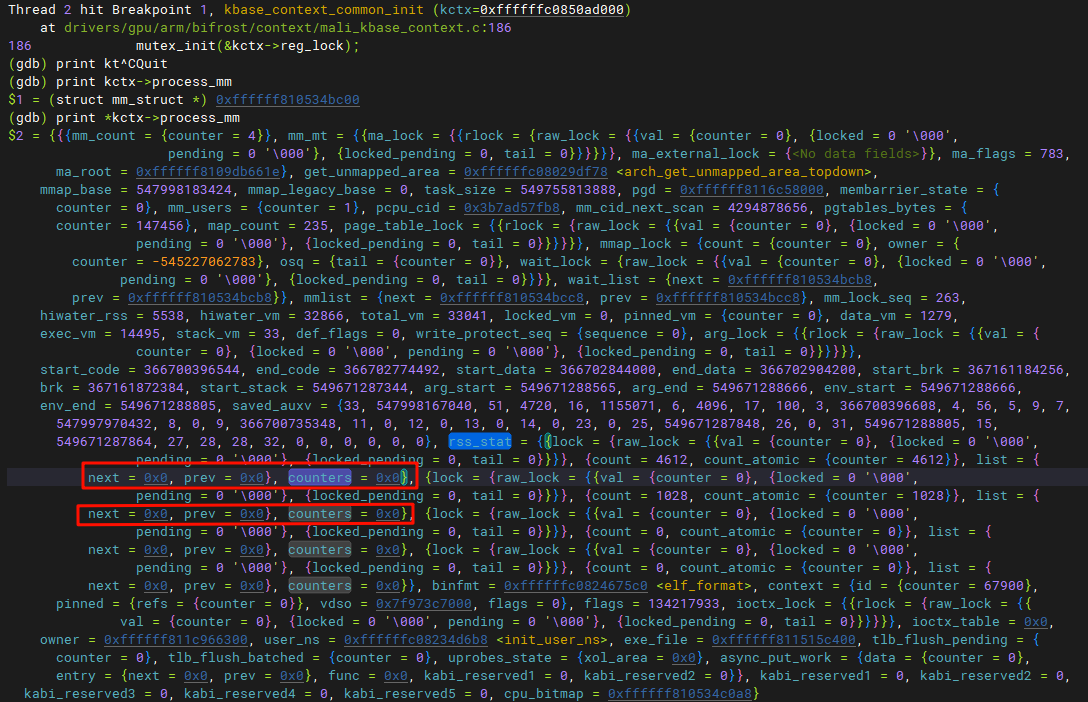 Thread 2 hit Breakpoint 1, kbase_context_common_init (kctx=0xffffffc0850ad000)
    at drivers/gpu/arm/bifrost/context/mali_kbase_context.c:186
186             mutex_init(&kctx->reg_lock);
(gdb) print kt^CQuit
(gdb) print kctx->process_mm
$1 = (struct mm_struct *) 0xffffff810534bc00
(gdb) print *kctx->process_mm
$2 = {{{mm_count = {counter = 4}}, mm_mt = {{ma_lock = {{rlock = {raw_lock = {{val = {counter = 0}, {locked = 0 '\000',
pending = 0 '\000'}, {locked_pending = 0, tail = 0}}}}}}, ma_external_lock = {<No data fields>}}, ma_flags = 783,
ma_root = 0xffffff8109db661e}, get_unmapped_area = 0xffffffc08029df78 <arch_get_unmapped_area_topdown>,
mmap_base = 547998183424, mmap_legacy_base = 0, task_size = 549755813888, pgd = 0xffffff8116c58000, membarrier_state = {
counter = 0}, mm_users = {counter = 1}, pcpu_cid = 0x3b7ad57fb8, mm_cid_next_scan = 4294878656, pgtables_bytes = {
counter = 147456}, map_count = 235, page_table_lock = {{rlock = {raw_lock = {{val = {counter = 0}, {locked = 0 '\000',
pending = 0 '\000'}, {locked_pending = 0, tail = 0}}}}}}, mmap_lock = {count = {counter = 0}, owner = {
counter = -545227062783}, osq = {tail = {counter = 0}}, wait_lock = {raw_lock = {{val = {counter = 0}, {locked = 0 '\000',
pending = 0 '\000'}, {locked_pending = 0, tail = 0}}}}, wait_list = {next = 0xffffff810534bcb8,
prev = 0xffffff810534bcb8}}, mmlist = {next = 0xffffff810534bcc8, prev = 0xffffff810534bcc8}, mm_lock_seq = 263,
hiwater_rss = 5538, hiwater_vm = 32866, total_vm = 33041, locked_vm = 0, pinned_vm = {counter = 0}, data_vm = 1279,
exec_vm = 14495, stack_vm = 33, def_flags = 0, write_protect_seq = {sequence = 0}, arg_lock = {{rlock = {raw_lock = {{val = {
counter = 0}, {locked = 0 '\000', pending = 0 '\000'}, {locked_pending = 0, tail = 0}}}}}},
start_code = 366700396544, end_code = 366702774492, start_data = 366702844000, end_data = 366702904200, start_brk = 367161184256,
brk = 367161872384, start_stack = 549671287344, arg_start = 549671288565, arg_end = 549671288666, env_start = 549671288666,
env_end = 549671288805, saved_auxv = {33, 547998167040, 51, 4720, 16, 1155071, 6, 4096, 17, 100, 3, 366700396608, 4, 56, 5, 9, 7,
547997970432, 8, 0, 9, 366700735348, 11, 0, 12, 0, 13, 0, 14, 0, 23, 0, 25, 549671287848, 26, 0, 31, 549671288805, 15,
549671287864, 27, 28, 28, 32, 0, 0, 0, 0, 0, 0}, rss_stat = {{lock = {raw_lock = {{val = {counter = 0}, {locked = 0 '\000',
pending = 0 '\000'}, {locked_pending = 0, tail = 0}}}}, {count = 4612, count_atomic = {counter = 4612}}, list = {
next = 0x0, prev = 0x0}, counters = 0x0}, {lock = {raw_lock = {{val = {counter = 0}, {locked = 0 '\000',
pending = 0 '\000'}, {locked_pending = 0, tail = 0}}}}, {count = 1028, count_atomic = {counter = 1028}}, list = {
next = 0x0, prev = 0x0}, counters = 0x0}, {lock = {raw_lock = {{val = {counter = 0}, {locked = 0 '\000',
pending = 0 '\000'}, {locked_pending = 0, tail = 0}}}}, {count = 0, count_atomic = {counter = 0}}, list = {
next = 0x0, prev = 0x0}, counters = 0x0}, {lock = {raw_lock = {{val = {counter = 0}, {locked = 0 '\000',
pending = 0 '\000'}, {locked_pending = 0, tail = 0}}}}, {count = 0, count_atomic = {counter = 0}}, list = {
next = 0x0, prev = 0x0}, counters = 0x0}}, binfmt = 0xffffffc0824675c0 <elf_format>, context = {id = {counter = 67900},
pinned = {refs = {counter = 0}}, vdso = 0x7f973c7000, flags = 0}, flags = 134217933, ioctx_lock = {{rlock = {raw_lock = {{
val = {counter = 0}, {locked = 0 '\000', pending = 0 '\000'}, {locked_pending = 0, tail = 0}}}}}}, ioctx_table = 0x0,
owner = 0xffffff811c966300, user_ns = 0xffffffc08234d6b8 <init_user_ns>, exe_file = 0xffffff811515c400, tlb_flush_pending = {
counter = 0}, tlb_flush_batched = {counter = 0}, uprobes_state = {xol_area = 0x0}, async_put_work = {data = {counter = 0},
entry = {next = 0x0, prev = 0x0}, func = 0x0, kabi_reserved1 = 0, kabi_reserved2 = 0}}, kabi_reserved1 = 0, kabi_reserved2 = 0,
kabi_reserved3 = 0, kabi_reserved4 = 0, kabi_reserved5 = 0, cpu_bitmap = 0xffffff810534c0a8}